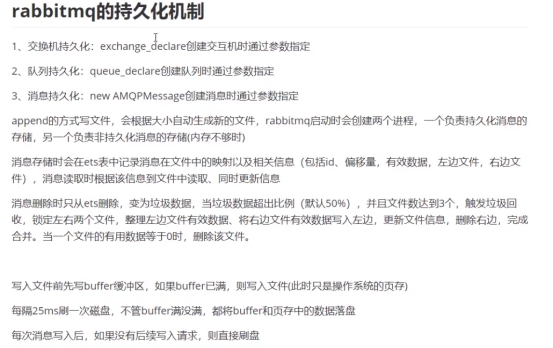 rabbitmq的持久化机制
1、交换机持久化：exchange_declare创建交互机时通过参数指定
2、队列持久化：queue_declare创建队列时通过参数指定
3、消息持久化：new AMQPMessage创建消息时通过参数指定
append的方式写文件，会根据大小自动生成新的文件，rabbitmq启动时会创建两个进程，一个负责持久化消息的
存储，另一个负责非持久化消息的存储(内存不够时)
消息存储时会在ets表中记录消息在文件中的映射以及相关信息（包括id、偏移量，有效数据，左边文件，右边文
件），消息读取时根据该信息到文件中读取、同时更新信息
消息删除时只从ets删除，变为垃圾数据，当垃圾数据超出比例（默认50%），并且文件数达到3个，触发垃圾回
收，锁定左右两个文件，整理左边文件有效数据、将右边文件有效数据写入左边，更新文件信息，删除右边，完成
合并。当一个文件的有用数据等于0时，删除该文件。
写入文件前先写buffer缓冲区，如果buffer已满，则写入文件(此时只是操作系统的页存)
每隔25ms刷一次磁盘，不管buffer满没满，都将buffer和页存中的数据落盘
每次消息写入后，如果没有后续写入请求，则直接刷盘